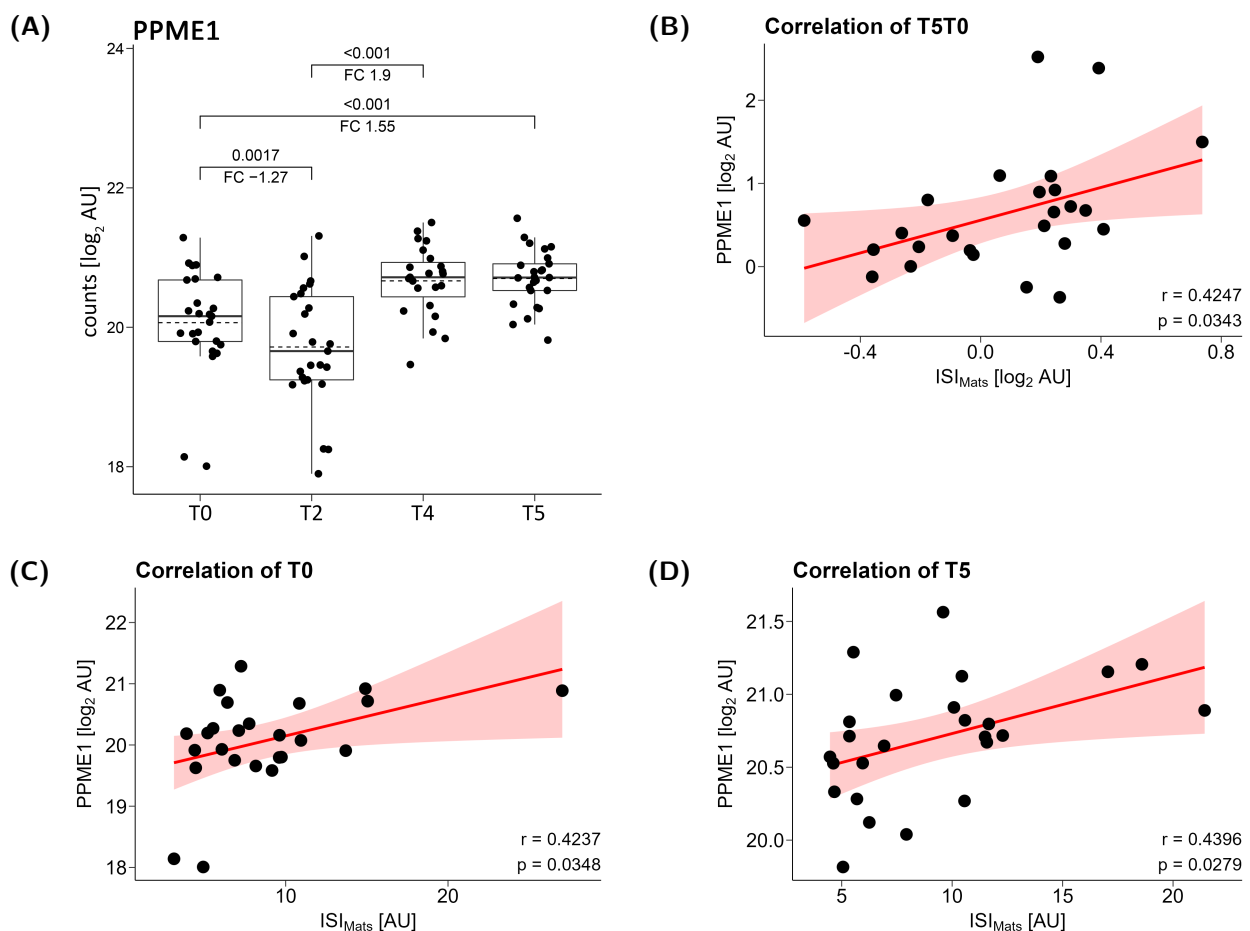 (A)
PPME1
counts [log₂ AU]
24
22
20
18
<0.001
FC 1.9
<0.001
FC 1.55
0.0017
FC −1.27
T0 T2 T4 T5
(B)
Correlation of T5T0
PPME1 [log₂ AU]
2
1
0
r = 0.4247
p = 0.0343
-0.4 0.0 0.4 0.8
ISI_Mats [log₂ AU]
(C)
Correlation of T0
PPME1 [log₂ AU]
22
21
20
19
18
r = 0.4237
p = 0.0348
10 20
ISI_Mats [AU]
(D)
Correlation of T5
PPME1 [log₂ AU]
21.5
21.0
20.5
20.0
r = 0.4396
p = 0.0279
5 10 15 20
ISI_Mats [AU]